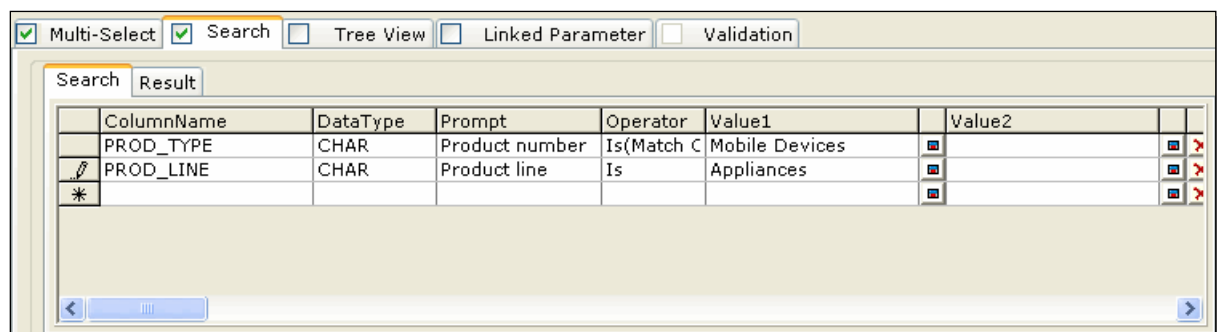 Multi-Select Search Tree View Linked Parameter Validation
Search Result
ColumnName DataType Prompt Operator Value1 Value2
PROD_TYPE CHAR Product number Is(Match C Mobile Devices
PROD_LINE CHAR Product line Is Appliances